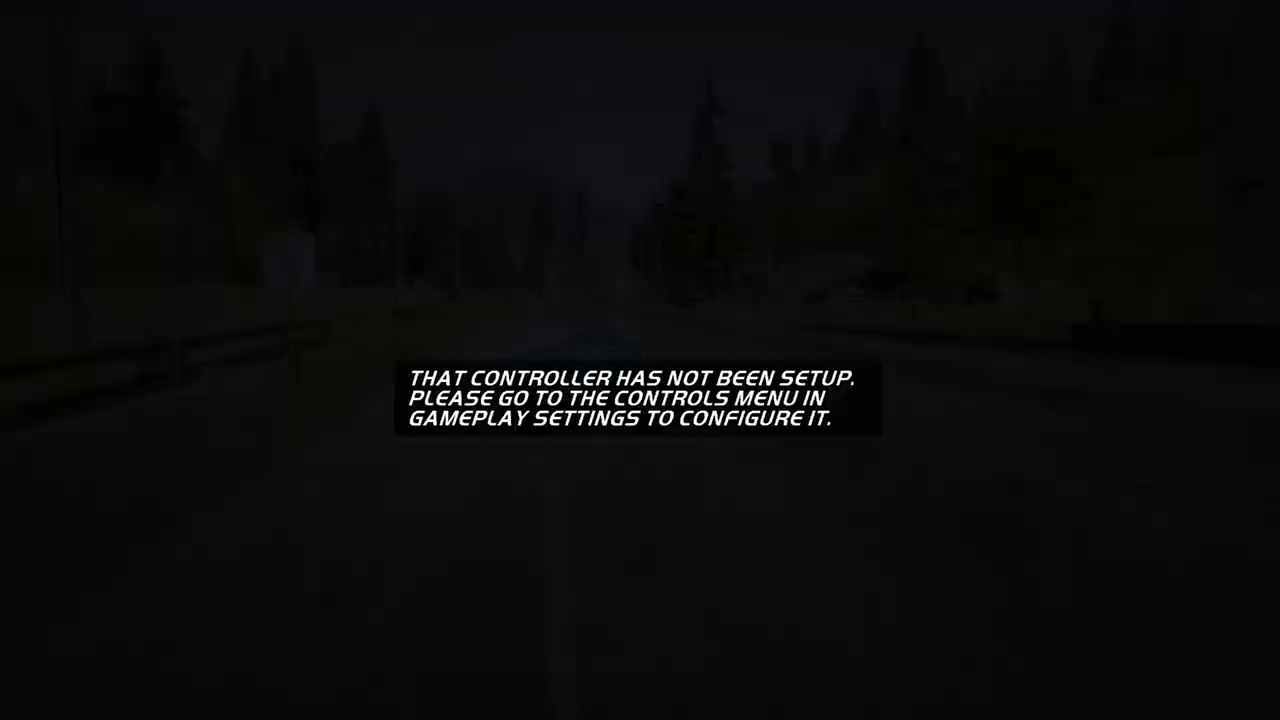 THAT CONTROLLER HAS NOT BEEN SETUP.
PLEASE GO TO THE CONTROLS MENU IN
GAMEPLAY SETTINGS TO CONFIGURE IT.